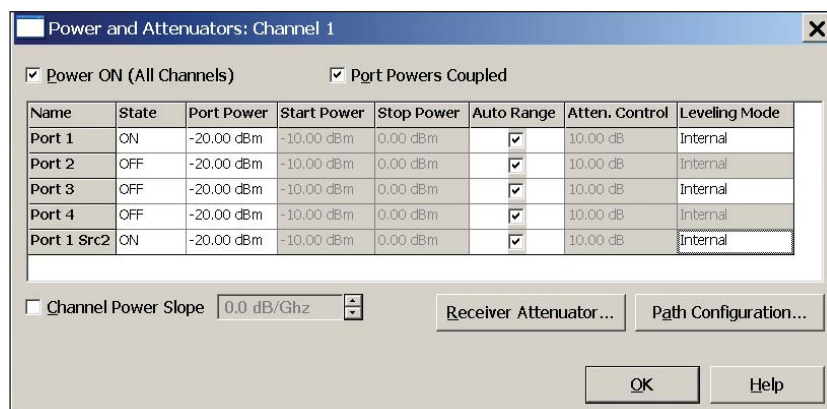 Power and Attenuators: Channel 1
Power ON (All Channels) Port Powers Coupled
Name State Port Power Start Power Stop Power Auto Range Atten. Control Leveling Mode
Port 1 ON -20.00 dBm -10.00 dBm 0.00 dBm 10.00 dB Internal
Port 2 OFF -20.00 dBm -10.00 dBm 0.00 dBm 10.00 dB Internal
Port 3 OFF -20.00 dBm -10.00 dBm 0.00 dBm 10.00 dB Internal
Port 4 OFF -20.00 dBm -10.00 dBm 0.00 dBm 10.00 dB Internal
Port 1 Src2 ON -20.00 dBm -10.00 dBm 0.00 dBm 10.00 dB Internal
Channel Power Slope 0.0 dB/Ghz Receiver Attenuator... Path Configuration...
OK Help